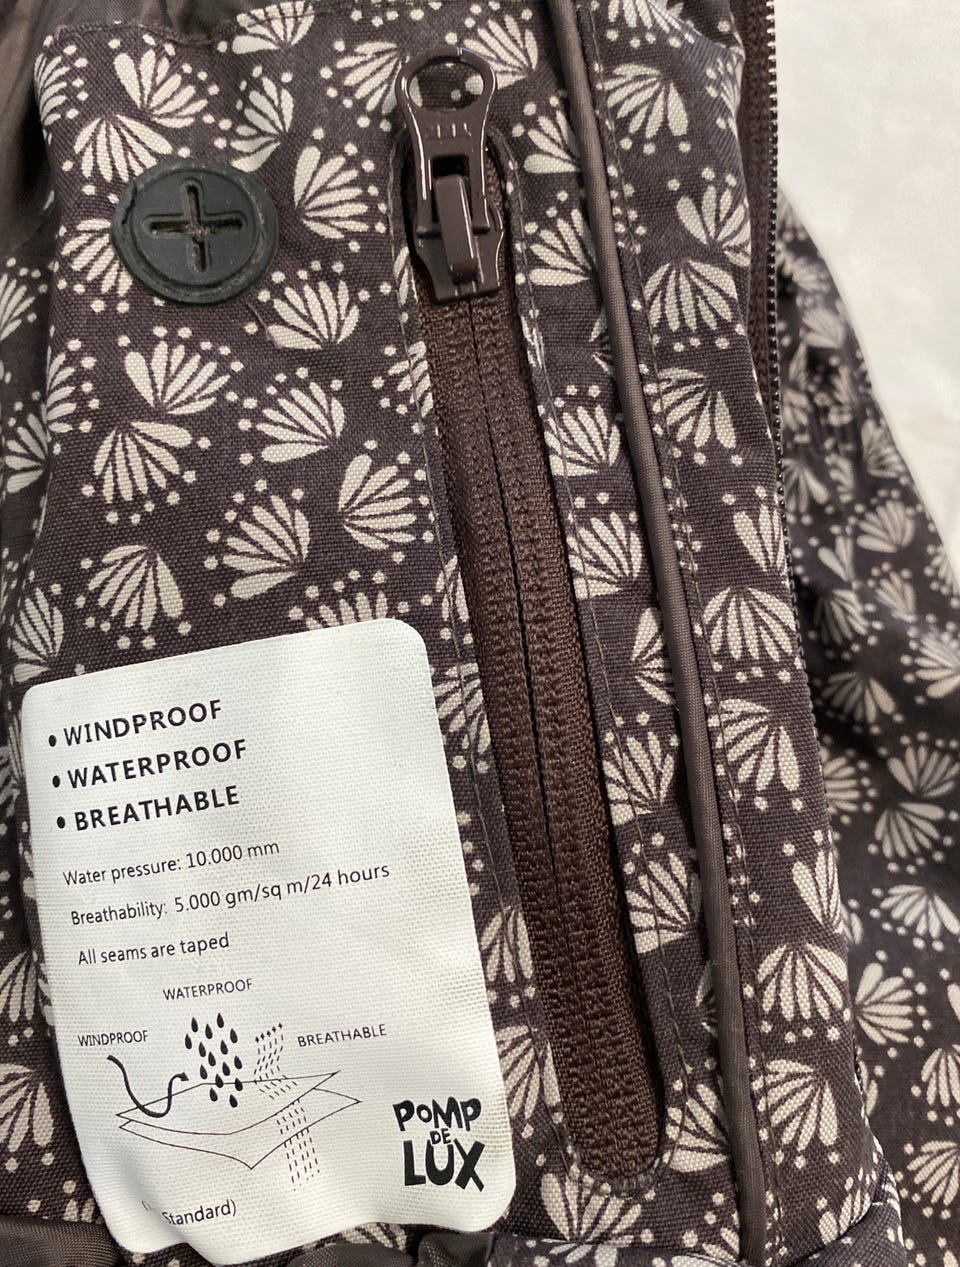 • WINDPROOF
• WATERPROOF
• BREATHABLE
Water pressure: 10.000 mm
Breathability: 5.000 gm/sq m/24 hours
All seams are taped
WATERPROOF
WINDPROOF
BREATHABLE
POMP
DE
LUX
Standard)